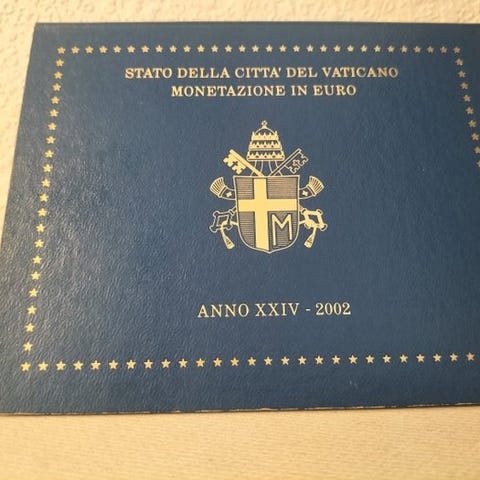 STATO DELLA CITTA' DEL VATICANO
MONETAZIONE IN EURO
M
ANNO XXIV - 2002